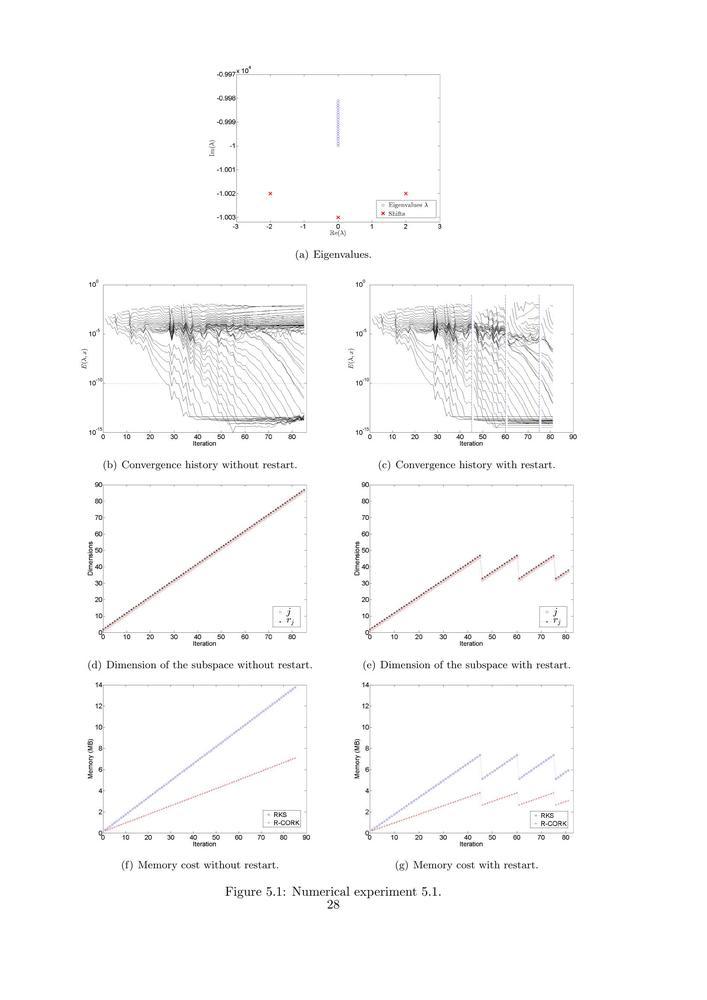 -0.997 x 10⁴
-0.998
-0.999
-1
-1.001
-1.002
-1.003
Im(λ)
-3 -2 -1 0 1 2 3
Re(λ)
Eigenvalues λ
Shifts
(a) Eigenvalues.
10⁰
10⁻⁵
10⁻¹⁰
10⁻¹⁵
E(λ, x)
0 10 20 30 40 50 60 70 80
Iteration
(b) Convergence history without restart.
10⁰
10⁻⁵
10⁻¹⁰
10⁻¹⁵
E(λ, x)
0 10 20 30 40 50 60 70 80 90
Iteration
(c) Convergence history with restart.
90
80
70
60
50
40
30
20
10
0
Dimensions
0 10 20 30 40 50 60 70 80
Iteration
j
rⱼ
(d) Dimension of the subspace without restart.
90
80
70
60
50
40
30
20
10
0
Dimensions
0 10 20 30 40 50 60 70 80
Iteration
j
rⱼ
(e) Dimension of the subspace with restart.
14
12
10
8
6
4
2
0
Memory (MB)
0 10 20 30 40 50 60 70 80 90
Iteration
RKS
R-CORK
(f) Memory cost without restart.
14
12
10
8
6
4
2
0
Memory (MB)
0 10 20 30 40 50 60 70 80
Iteration
RKS
R-CORK
(g) Memory cost with restart.
Figure 5.1: Numerical experiment 5.1.
28